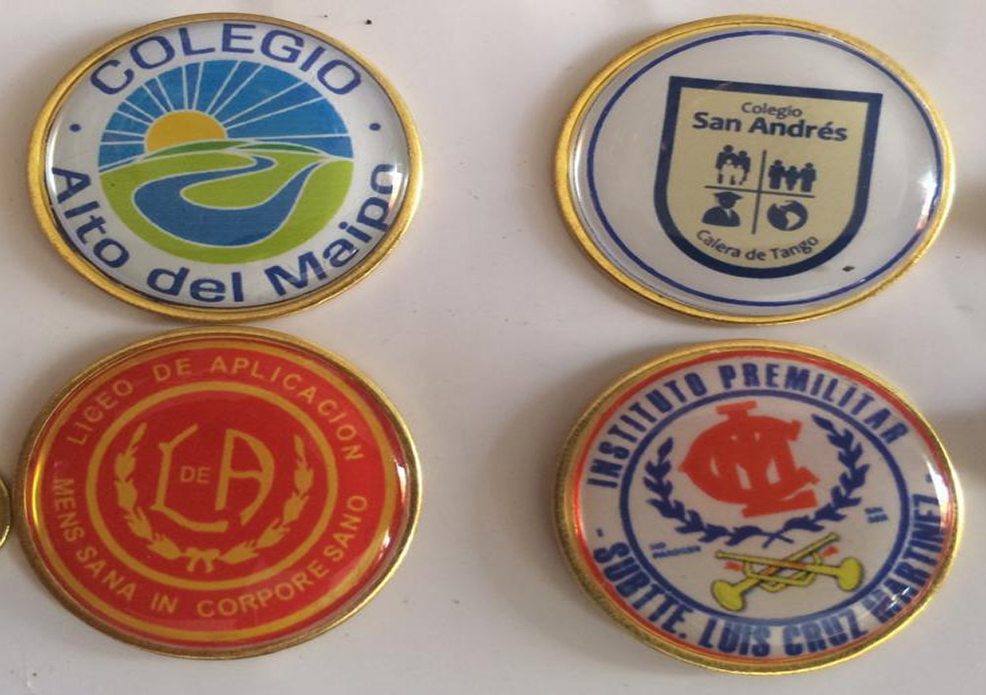 COLEGIO
Alto del Maipo
Colegio
San Andrés
Calera de Tango
LICEO DE APLICACION
L DE A
MENS SANA IN CORPORE SANO
INSTITUTO PREMILITAR
- SUBTTE. LUIS CRUZ MARTINEZ -